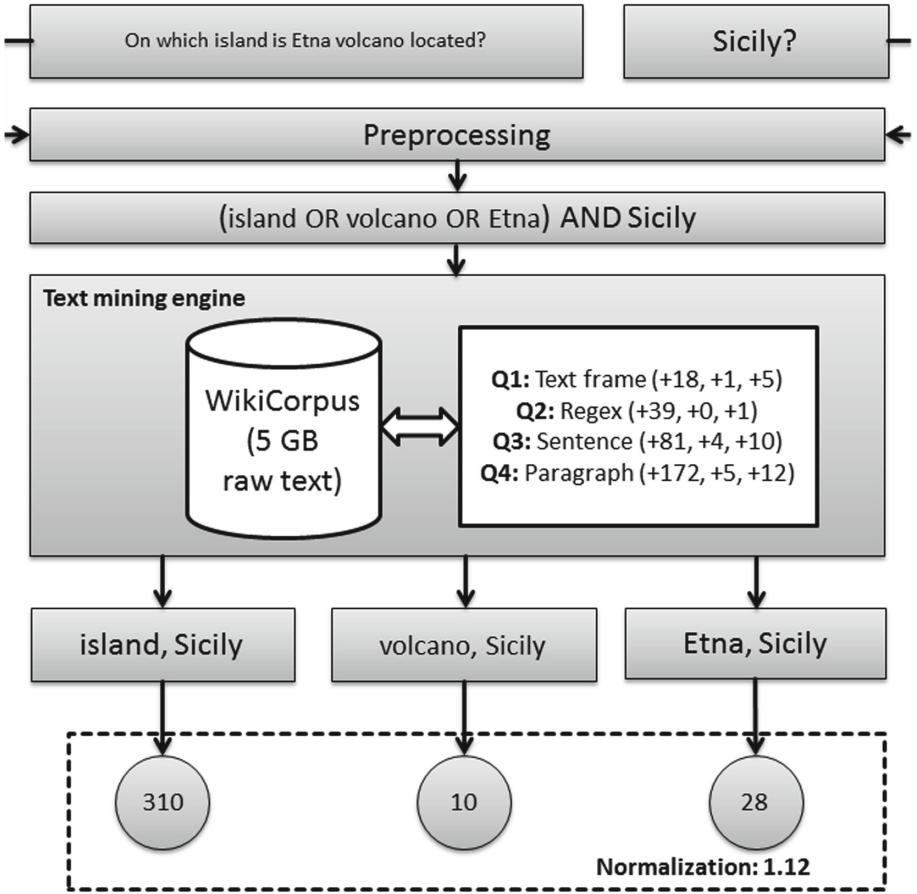 On which island is Etna volcano located?
Sicily?
Preprocessing
(island OR volcano OR Etna) AND Sicily
Text mining engine
WikiCorpus
(5 GB
raw text)
Q1: Text frame (+18, +1, +5)
Q2: Regex (+39, +0, +1)
Q3: Sentence (+81, +4, +10)
Q4: Paragraph (+172, +5, +12)
island, Sicily
volcano, Sicily
Etna, Sicily
310
10
28
Normalization: 1.12